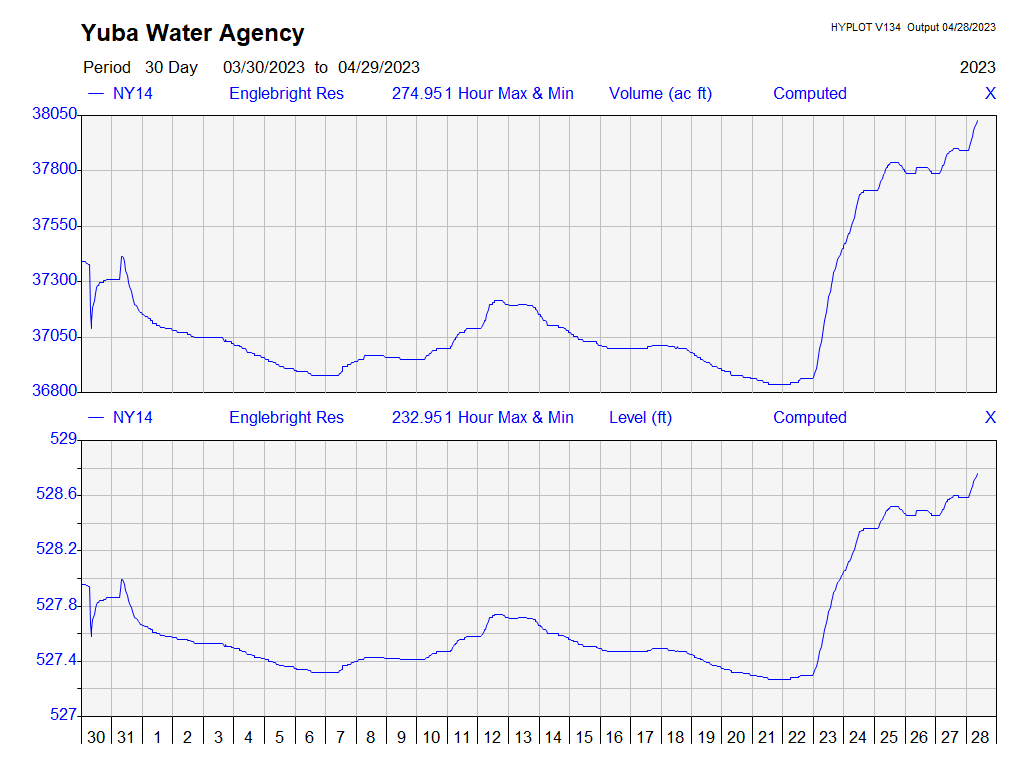 Yuba Water Agency
HYPLOT V134 Output 04/28/2023
Period 30 Day 03/30/2023 to 04/29/2023 2023
NY14 Englebright Res 274.951 Hour Max & Min Volume (ac ft) Computed X
38050
37800
37550
37300
37050
36800
NY14 Englebright Res 232.951 Hour Max & Min Level (ft) Computed X
529
528.6
528.2
527.8
527.4
527
30 31 1 2 3 4 5 6 7 8 9 10 11 12 13 14 15 16 17 18 19 20 21 22 23 24 25 26 27 28